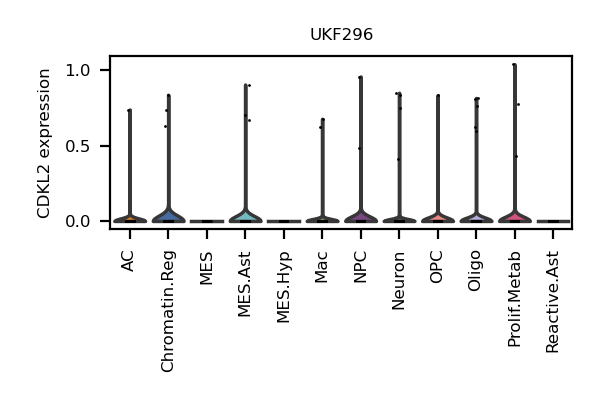 UKF296
CDKL2 expression
1.0
0.5
0.0
AC
Chromatin.Reg
MES
MES.Ast
MES.Hyp
Mac
NPC
Neuron
OPC
Oligo
Prolif.Metab
Reactive.Ast